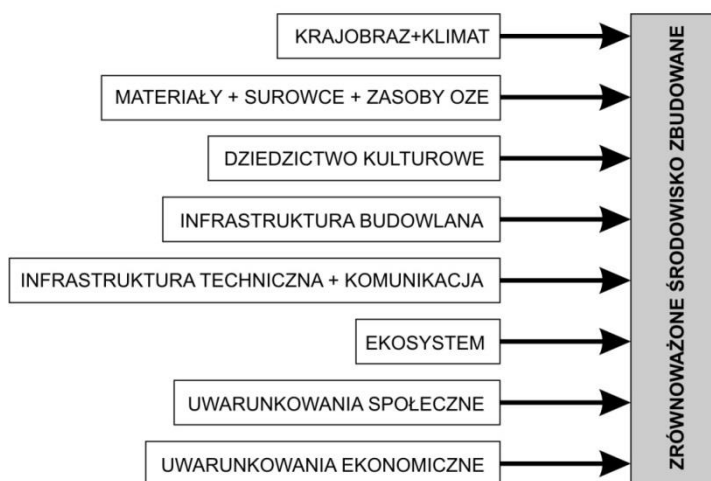 KRAJOBRAZ+KLIMAT
MATERIAŁY + SUROWCE + ZASOBY OZE
DZIEDZICTWO KULTUROWE
INFRASTRUKTURA BUDOWLANA
INFRASTRUKTURA TECHNICZNA + KOMUNIKACJA
EKOSYSTEM
UWARUNKOWANIA SPOŁECZNE
UWARUNKOWANIA EKONOMICZNE
ZRÓWNOWAŻONE ŚRODOWISKO ZBUDOWANE